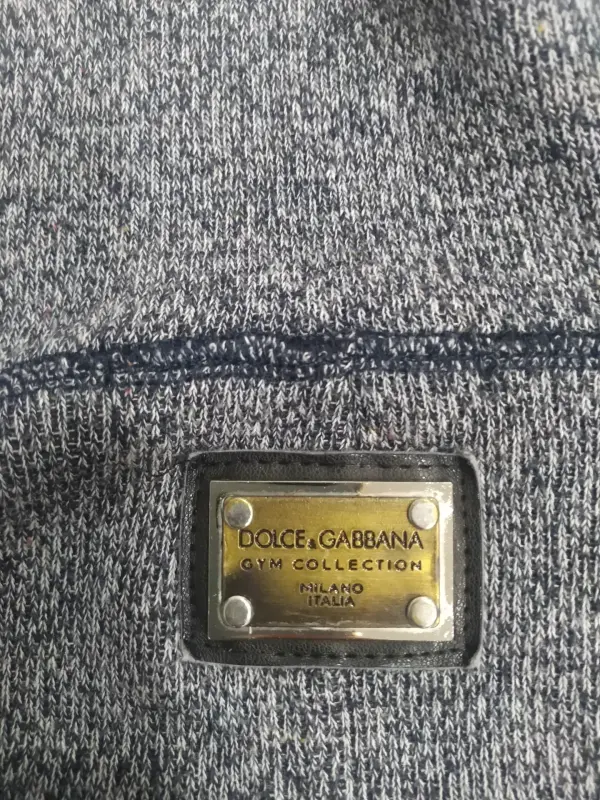 DOLCE & GABBANA
GYM COLLECTION
MILANO
ITALIA